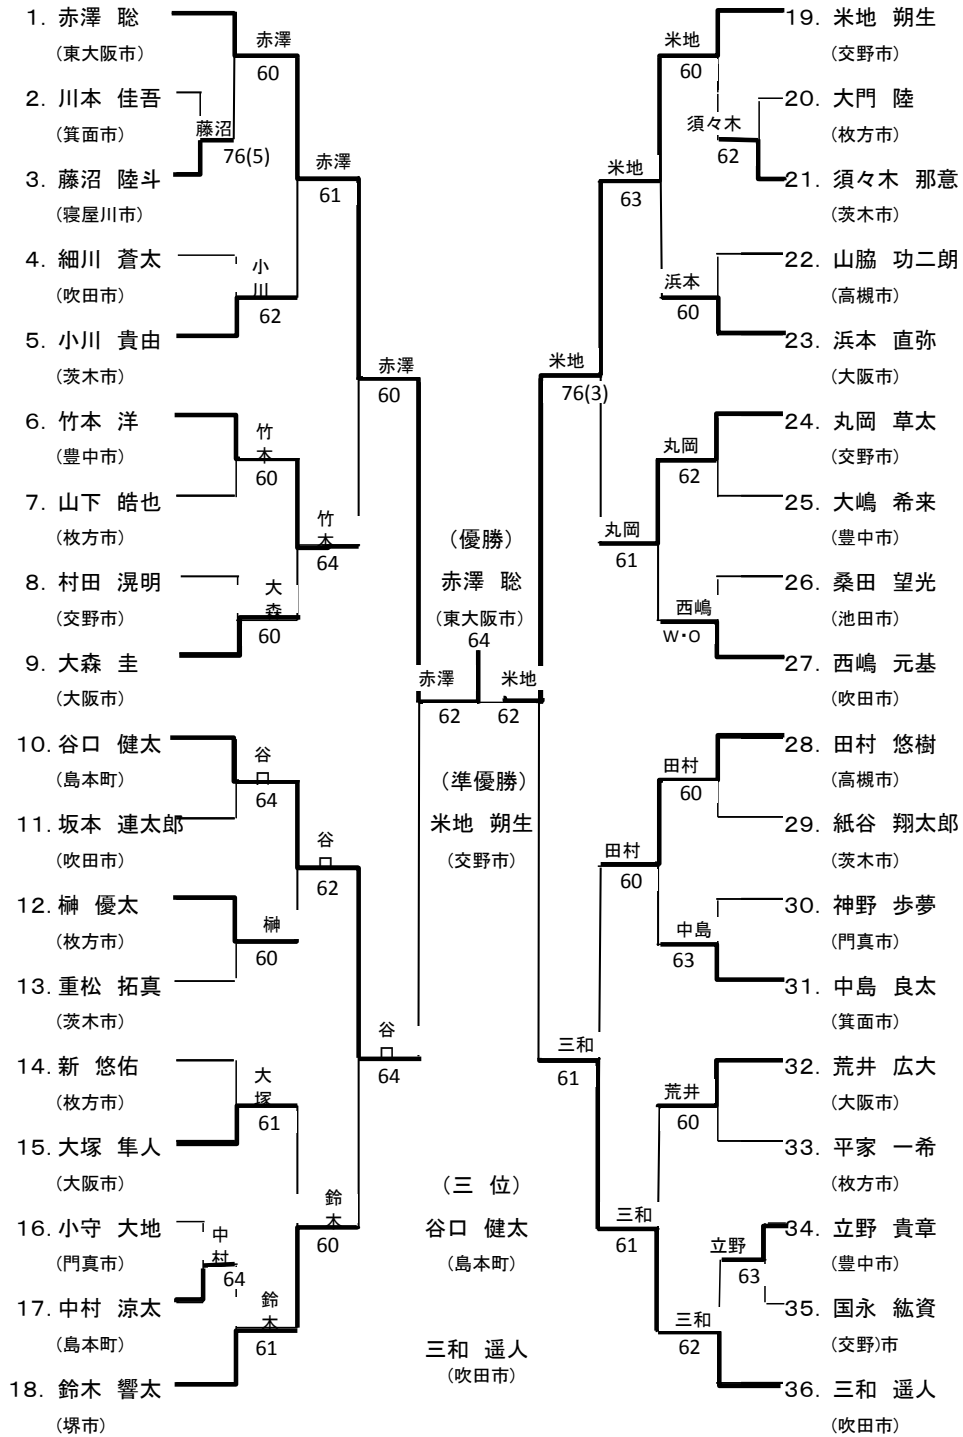 1. 赤澤 聡
(東大阪市)
2. 川本 佳吾
(箕面市)
3. 藤沼 陸斗
(寝屋川市)
4. 細川 蒼太
(吹田市)
5. 小川 貴由
(茨木市)
6. 竹本 洋
(豊中市)
7. 山下 皓也
(枚方市)
8. 村田 滉明
(交野市)
9. 大森 圭
(大阪市)
10. 谷口 健太
(島本町)
11. 坂本 連太郎
(吹田市)
12. 榊 優太
(枚方市)
13. 重松 拓真
(茨木市)
14. 新 悠佑
(枚方市)
15. 大塚 隼人
(大阪市)
16. 小守 大地
(門真市)
17. 中村 涼太
(島本町)
18. 鈴木 響太
(堺市)
藤沼
76(5)
中村
64
赤澤
60
小川
62
竹本
60
大森
60
谷口
64
榊
60
大塚
61
鈴木
61
赤澤
61
竹本
64
谷口
62
鈴木
60
赤澤
60
谷口
64
(優勝)
赤澤 聡
(東大阪市)
64
赤澤
62
米地
62
(準優勝)
米地 朔生
(交野市)
(三 位)
谷口 健太
(島本町)
三和 遥人
(吹田市)
米地
76(3)
三和
61
米地
63
丸岡
61
田村
60
三和
61
米地
60
浜本
60
丸岡
62
西嶋
W・O
田村
60
中島
63
荒井
60
三和
62
須々木
62
立野
63
19. 米地 朔生
(交野市)
20. 大門 陸
(枚方市)
21. 須々木 那意
(茨木市)
22. 山脇 功二朗
(高槻市)
23. 浜本 直弥
(大阪市)
24. 丸岡 草太
(交野市)
25. 大嶋 希来
(豊中市)
26. 桑田 望光
(池田市)
27. 西嶋 元基
(吹田市)
28. 田村 悠樹
(高槻市)
29. 紙谷 翔太郎
(茨木市)
30. 神野 歩夢
(門真市)
31. 中島 良太
(箕面市)
32. 荒井 広大
(大阪市)
33. 平家 一希
(枚方市)
34. 立野 貴章
(豊中市)
35. 国永 紘資
(交野)市
36. 三和 遥人
(吹田市)